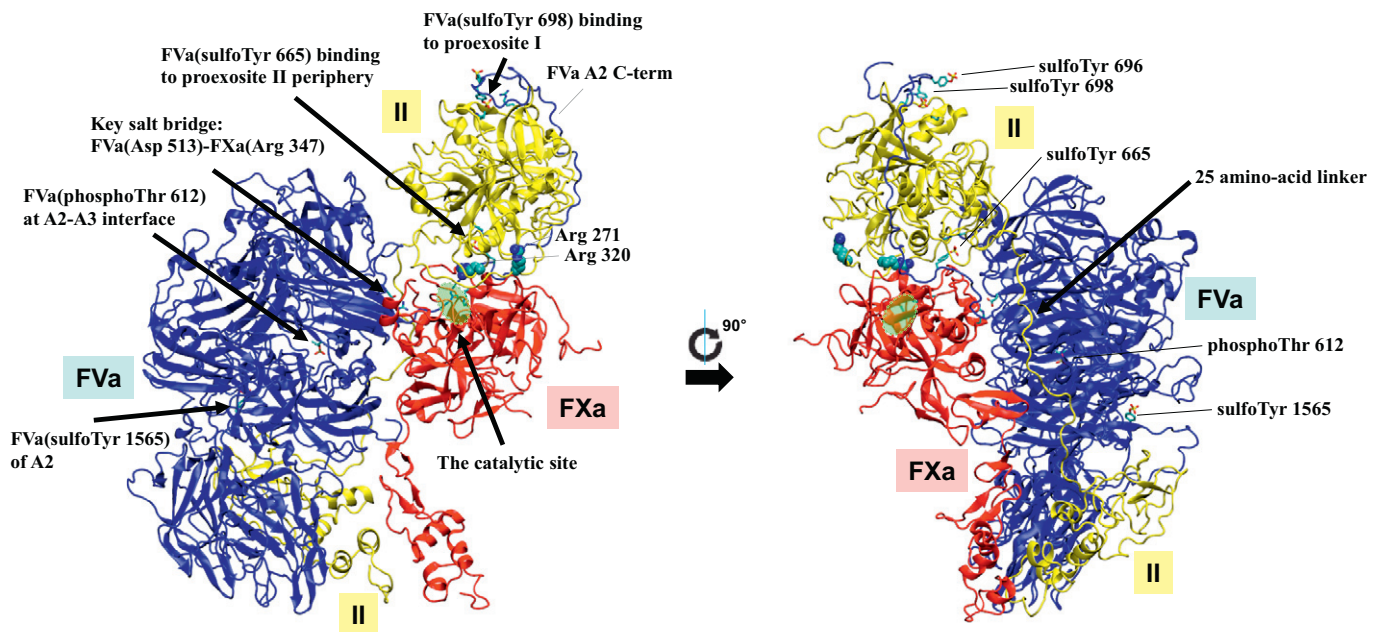 FVa(sulfoTyr 698) binding
to proexosite I
FVa(sulfoTyr 665) binding
to proexosite II periphery
FVa A2 C-term
II
Key salt bridge:
FVa(Asp 513)-FXa(Arg 347)
FVa(phosphoThr 612)
at A2-A3 interface
Arg 271
Arg 320
FVa
FXa
FVa(sulfoTyr 1565)
of A2
The catalytic site
II
90°
sulfoTyr 696
sulfoTyr 698
II
sulfoTyr 665
25 amino-acid linker
FVa
phosphoThr 612
sulfoTyr 1565
FXa
II